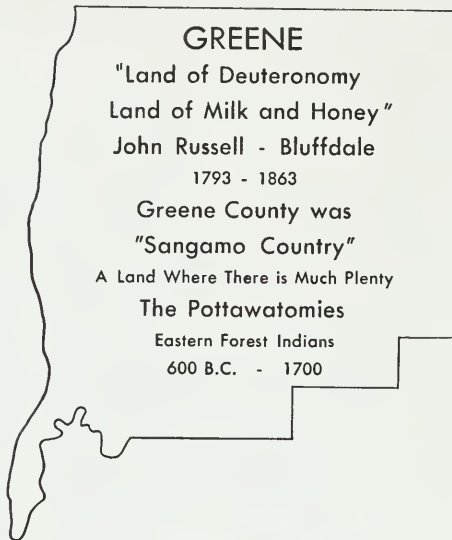 GREENE
"Land of Deuteronomy
Land of Milk and Honey"
John Russell - Bluffdale
1793 - 1863
Greene County was
"Sangamo Country"
A Land Where There is Much Plenty
The Pottawatomies
Eastern Forest Indians
600 B.C. - 1700